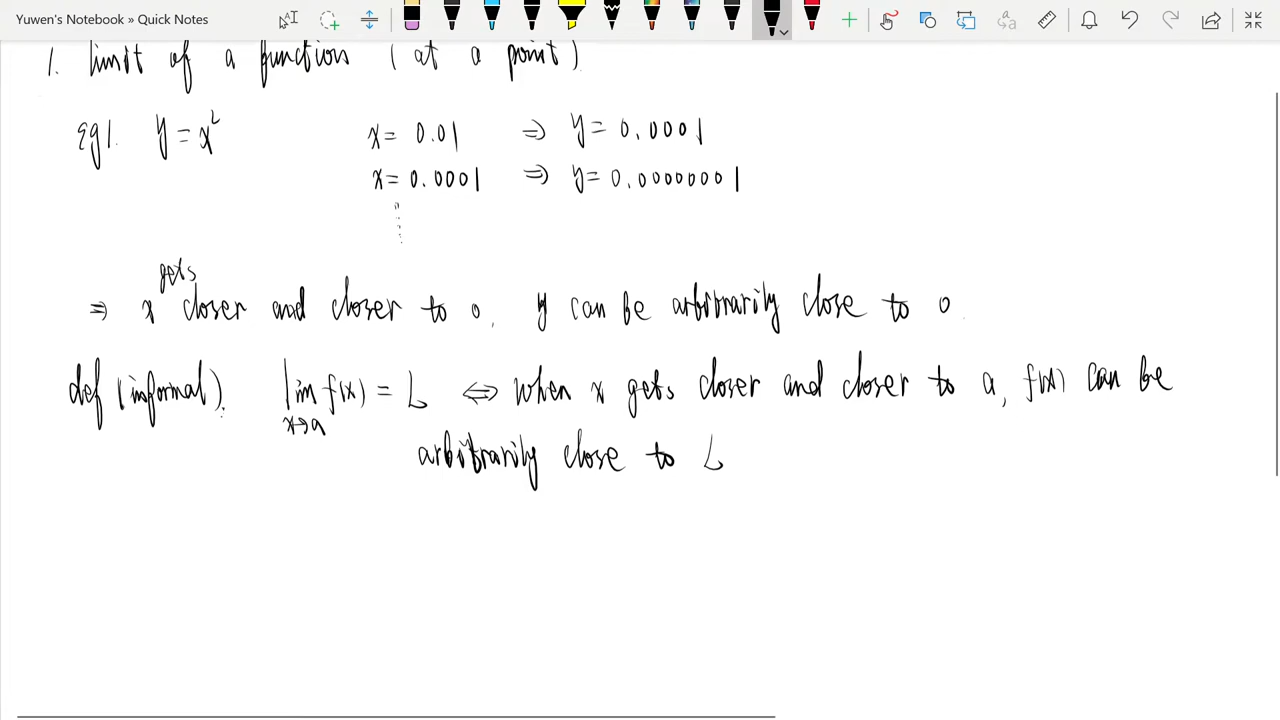 Yuwen's Notebook » Quick Notes
1. limit of a function (at a point)
Eg1. y = x² x = 0.01 ⇒ y = 0.0001
x = 0.0001 ⇒ y = 0.00000001
gets
⇒ x closer and closer to 0, y can be arbitrarily close to 0.
def (informal). lim f(x) = L ⇔ when x gets closer and closer to a, f(x) can be
x→a
arbitrarily close to L